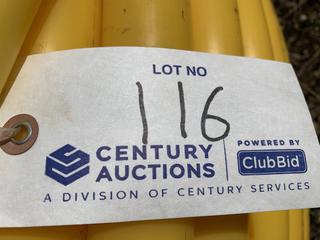 LOT NO
116
CENTURY
AUCTIONS
POWERED BY
ClubBid
A DIVISION OF CENTURY SERVICES